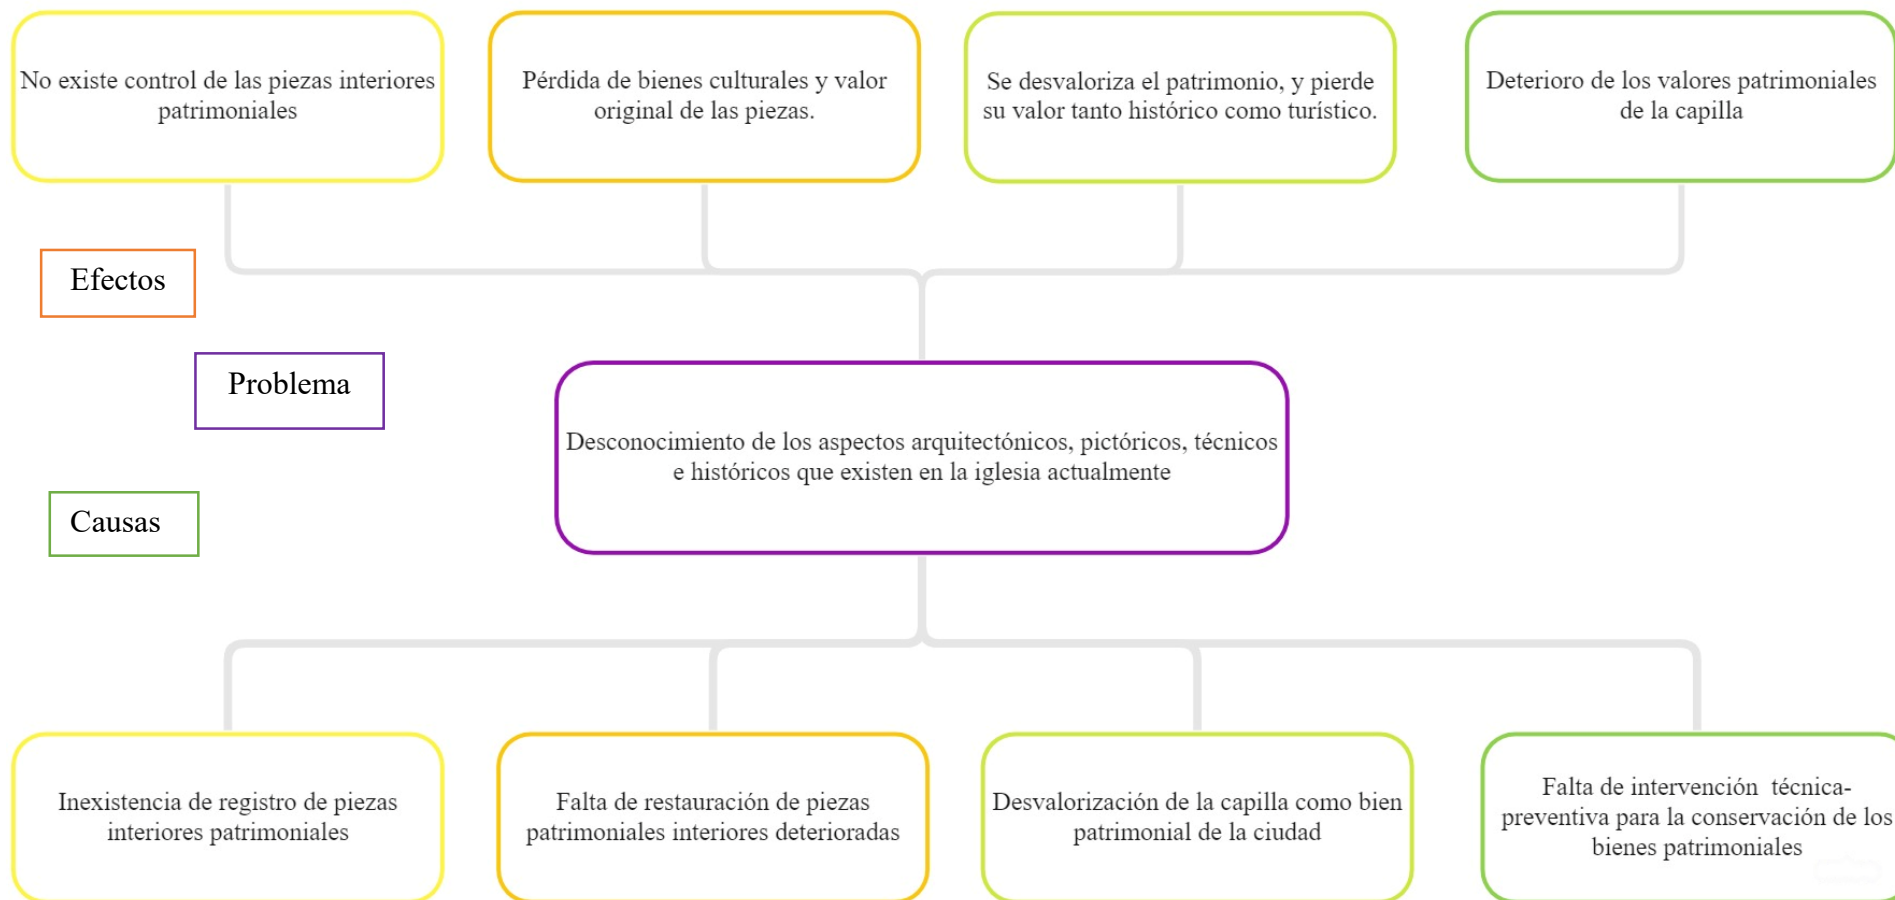 No existe control de las piezas interiores
patrimoniales
Pérdida de bienes culturales y valor
original de las piezas.
Se desvaloriza el patrimonio, y pierde
su valor tanto histórico como turístico.
Deterioro de los valores patrimoniales
de la capilla
Efectos
Problema
Desconocimiento de los aspectos arquitectónicos, pictóricos, técnicos
e históricos que existen en la iglesia actualmente
Causas
Inexistencia de registro de piezas
interiores patrimoniales
Falta de restauración de piezas
patrimoniales interiores deterioradas
Desvalorización de la capilla como bien
patrimonial de la ciudad
Falta de intervención  técnica-
preventiva para la conservación de los
bienes patrimoniales